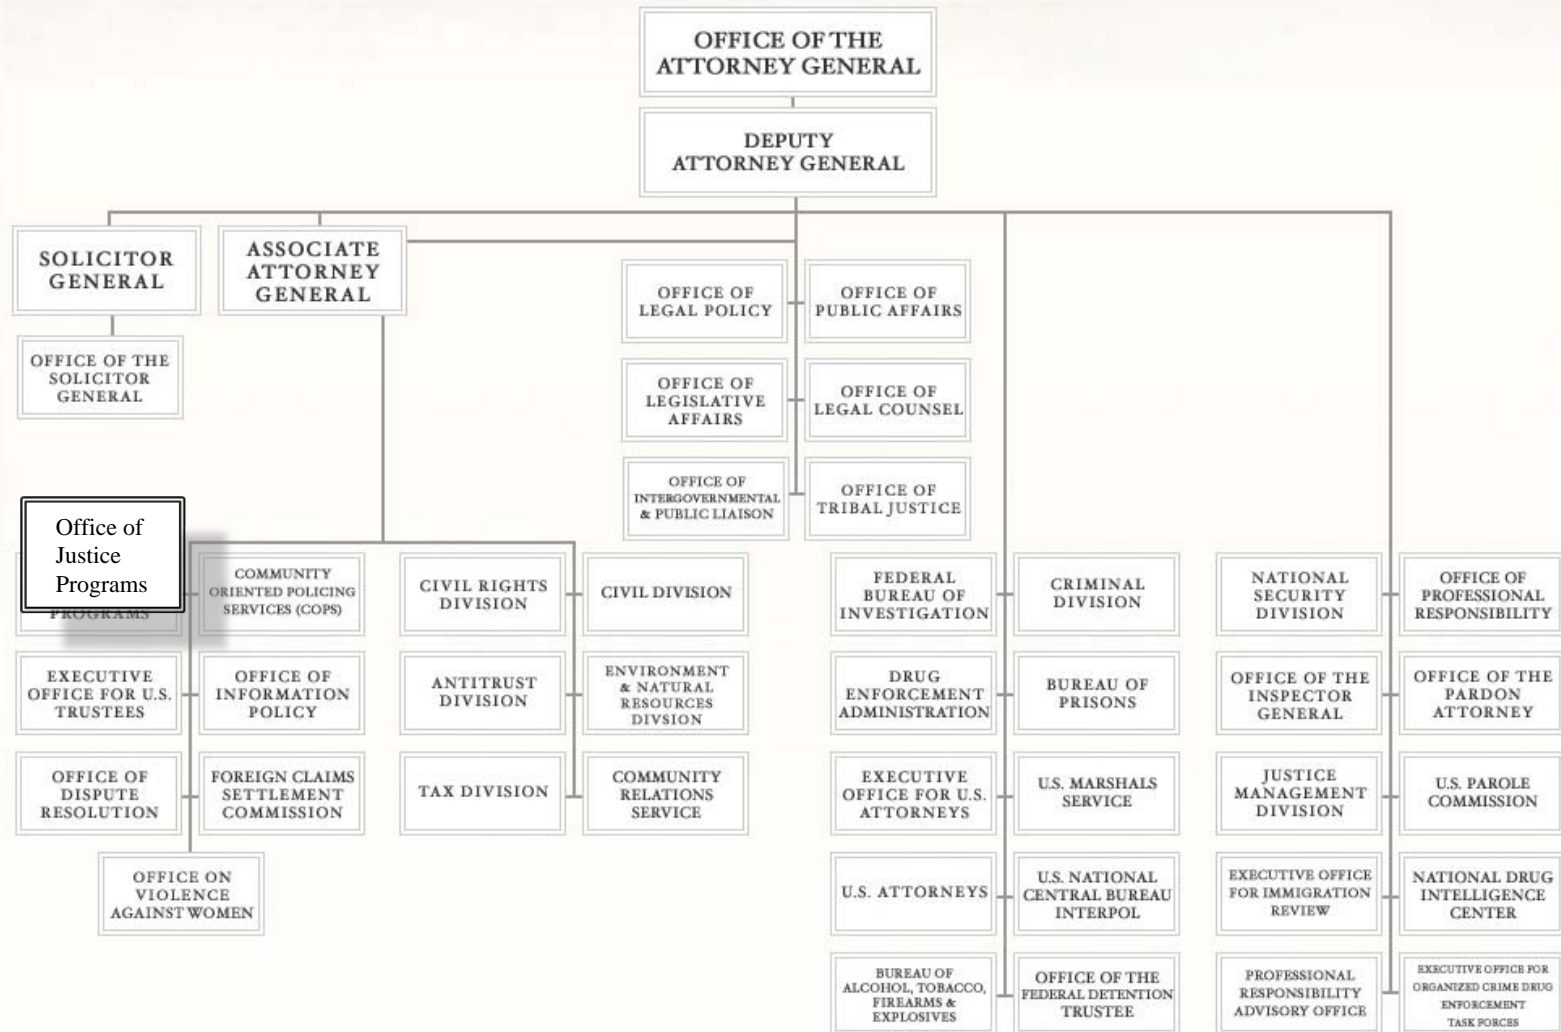 OFFICE OF THE
ATTORNEY GENERAL
DEPUTY
ATTORNEY GENERAL
SOLICITOR
GENERAL
ASSOCIATE
ATTORNEY
GENERAL
OFFICE OF THE
SOLICITOR
GENERAL
OFFICE OF
LEGAL POLICY
OFFICE OF
PUBLIC AFFAIRS
OFFICE OF
LEGISLATIVE
AFFAIRS
OFFICE OF
LEGAL COUNSEL
OFFICE OF
INTERGOVERNMENTAL
& PUBLIC LIAISON
OFFICE OF
TRIBAL JUSTICE
Office of
Justice
Programs
PROGRAMS
COMMUNITY
ORIENTED POLICING
SERVICES (COPS)
CIVIL RIGHTS
DIVISION
CIVIL DIVISION
FEDERAL
BUREAU OF
INVESTIGATION
CRIMINAL
DIVISION
NATIONAL
SECURITY
DIVISION
OFFICE OF
PROFESSIONAL
RESPONSIBILITY
EXECUTIVE
OFFICE FOR U.S.
TRUSTEES
OFFICE OF
INFORMATION
POLICY
ANTITRUST
DIVISION
ENVIRONMENT
& NATURAL
RESOURCES
DIVSION
DRUG
ENFORCEMENT
ADMINISTRATION
BUREAU OF
PRISONS
OFFICE OF THE
INSPECTOR
GENERAL
OFFICE OF THE
PARDON
ATTORNEY
OFFICE OF
DISPUTE
RESOLUTION
FOREIGN CLAIMS
SETTLEMENT
COMMISSION
TAX DIVISION
COMMUNITY
RELATIONS
SERVICE
EXECUTIVE
OFFICE FOR U.S.
ATTORNEYS
U.S. MARSHALS
SERVICE
JUSTICE
MANAGEMENT
DIVISION
U.S. PAROLE
COMMISSION
OFFICE ON
VIOLENCE
AGAINST WOMEN
U.S. ATTORNEYS
U.S. NATIONAL
CENTRAL BUREAU
INTERPOL
EXECUTIVE OFFICE
FOR IMMIGRATION
REVIEW
NATIONAL DRUG
INTELLIGENCE
CENTER
BUREAU OF
ALCOHOL, TOBACCO,
FIREARMS &
EXPLOSIVES
OFFICE OF THE
FEDERAL DETENTION
TRUSTEE
PROFESSIONAL
RESPONSIBILITY
ADVISORY OFFICE
EXECUTIVE OFFICE FOR
ORGANIZED CRIME DRUG
ENFORCEMENT
TASK FORCES